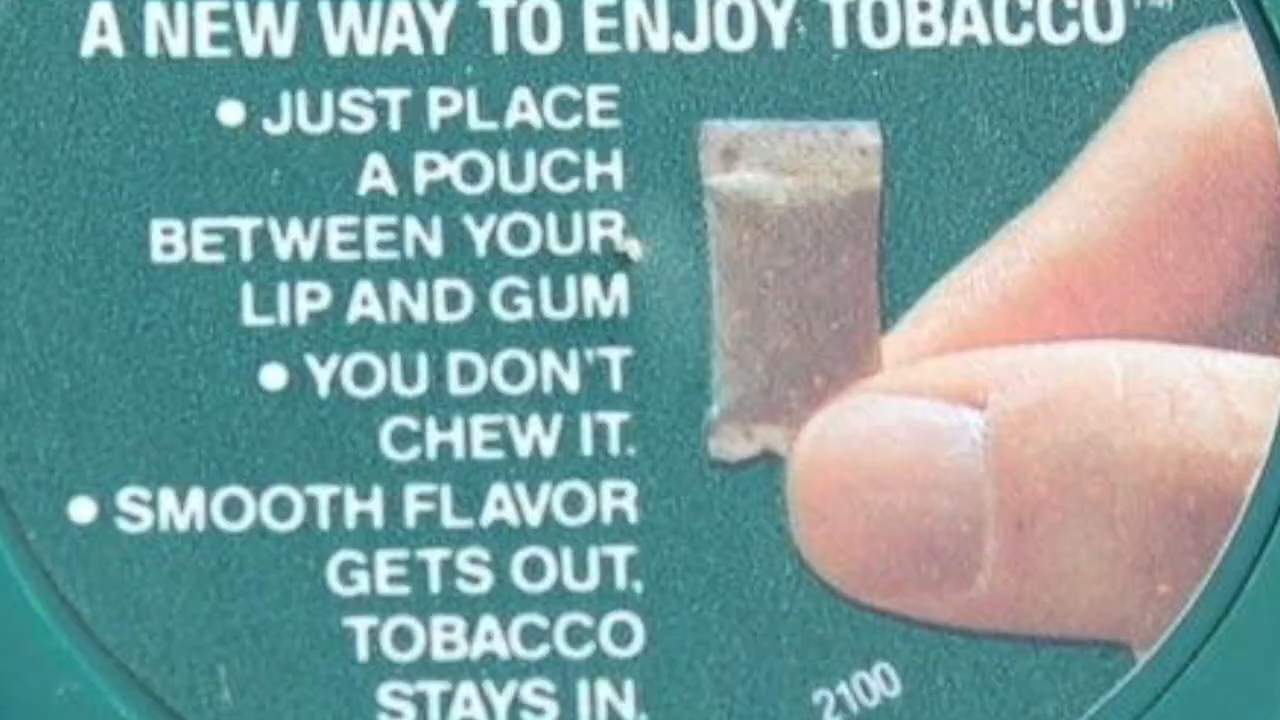 A NEW WAY TO ENJOY TOBACCO™
• JUST PLACE
A POUCH
BETWEEN YOUR
LIP AND GUM
• YOU DON'T
CHEW IT.
• SMOOTH FLAVOR
GETS OUT,
TOBACCO
STAYS IN.
2100